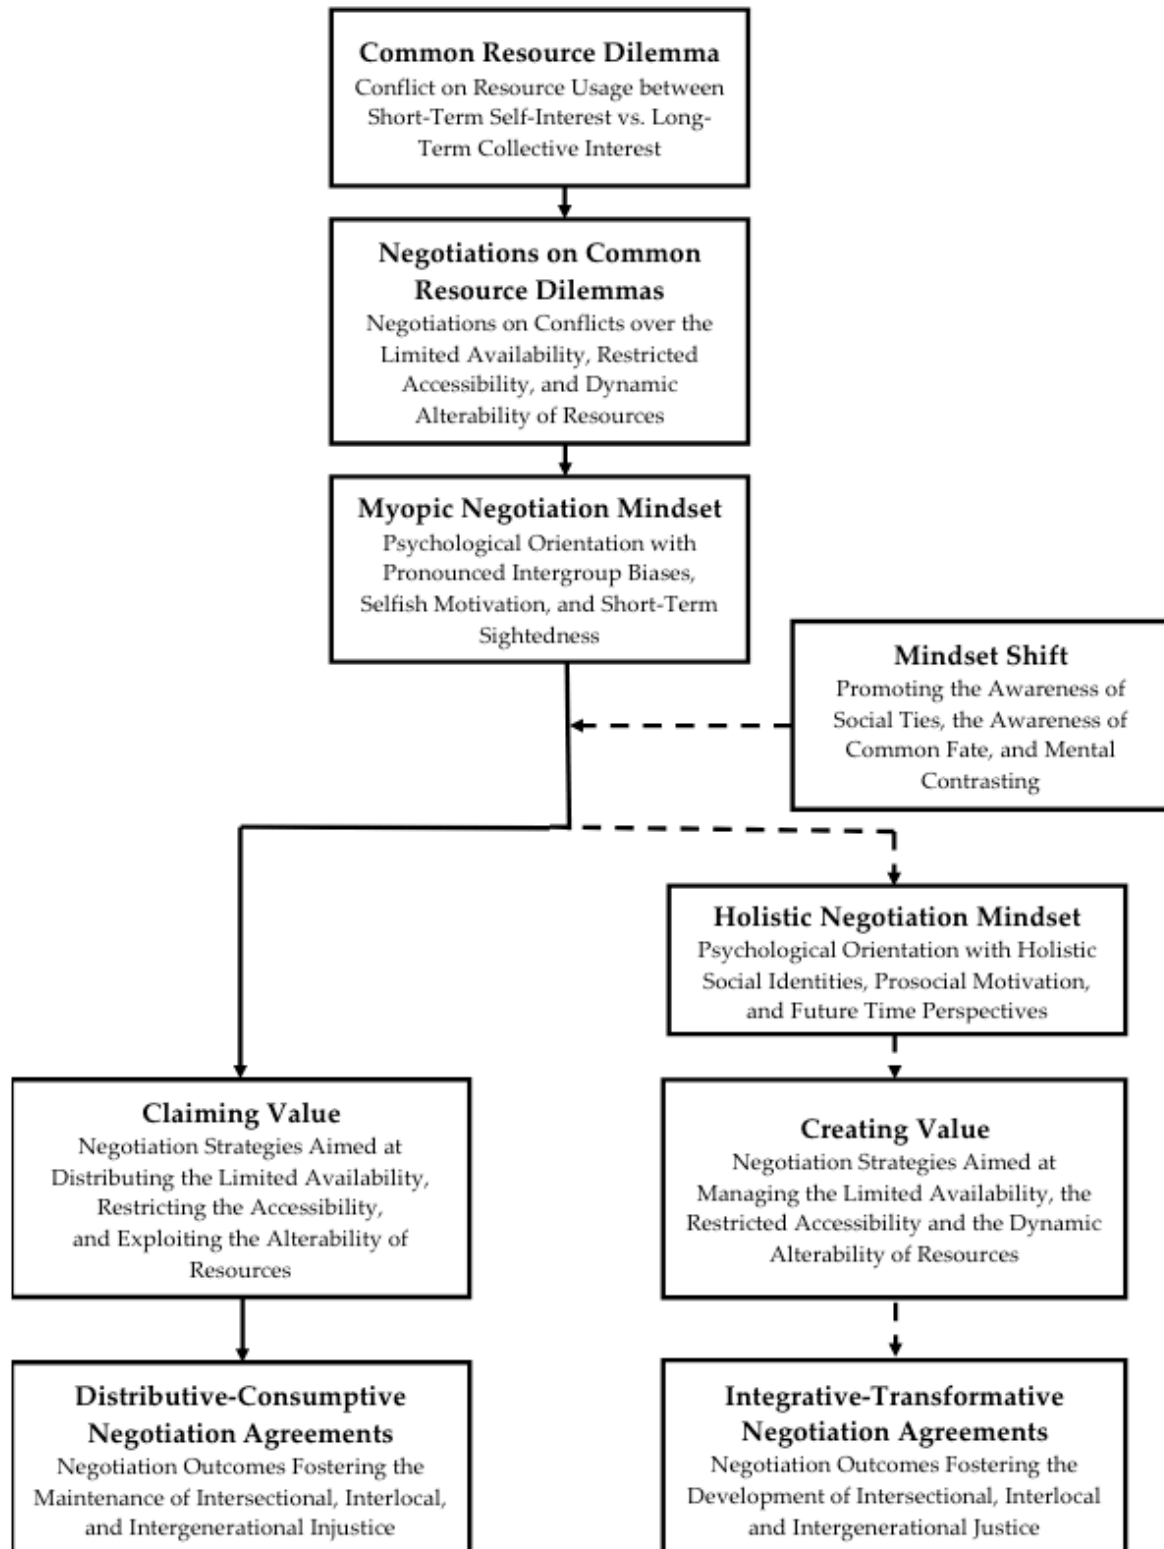 Common Resource Dilemma
Conflict on Resource Usage between
Short-Term Self-Interest vs. Long-
Term Collective Interest
Negotiations on Common
Resource Dilemmas
Negotiations on Conflicts over the
Limited Availability, Restricted
Accessibility, and Dynamic
Alterability of Resources
Myopic Negotiation Mindset
Psychological Orientation with
Pronounced Intergroup Biases,
Selfish Motivation, and Short-Term
Sightedness
Mindset Shift
Promoting the Awareness of
Social Ties, the Awareness of
Common Fate, and Mental
Contrasting
Holistic Negotiation Mindset
Psychological Orientation with Holistic
Social Identities, Prosocial Motivation,
and Future Time Perspectives
Claiming Value
Negotiation Strategies Aimed at
Distributing the Limited Availability,
Restricting the Accessibility,
and Exploiting the Alterability of
Resources
Creating Value
Negotiation Strategies Aimed at
Managing the Limited Availability, the
Restricted Accessibility and the Dynamic
Alterability of Resources
Distributive-Consumptive
Negotiation Agreements
Negotiation Outcomes Fostering the
Maintenance of Intersectional, Interlocal,
and Intergenerational Injustice
Integrative-Transformative
Negotiation Agreements
Negotiation Outcomes Fostering the
Development of Intersectional, Interlocal
and Intergenerational Justice